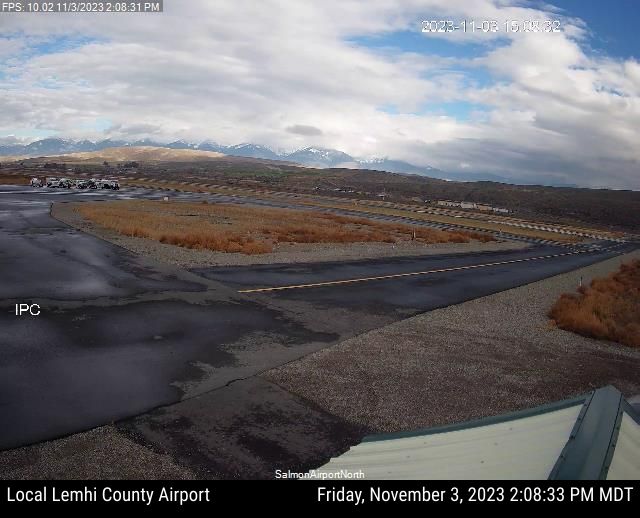 FPS: 10.02 11/3/2023 2:08:31 PM
2023-11-03 15:08:32
IPC
SalmonAirportNorth
Local Lemhi County Airport Friday, November 3, 2023 2:08:33 PM MDT